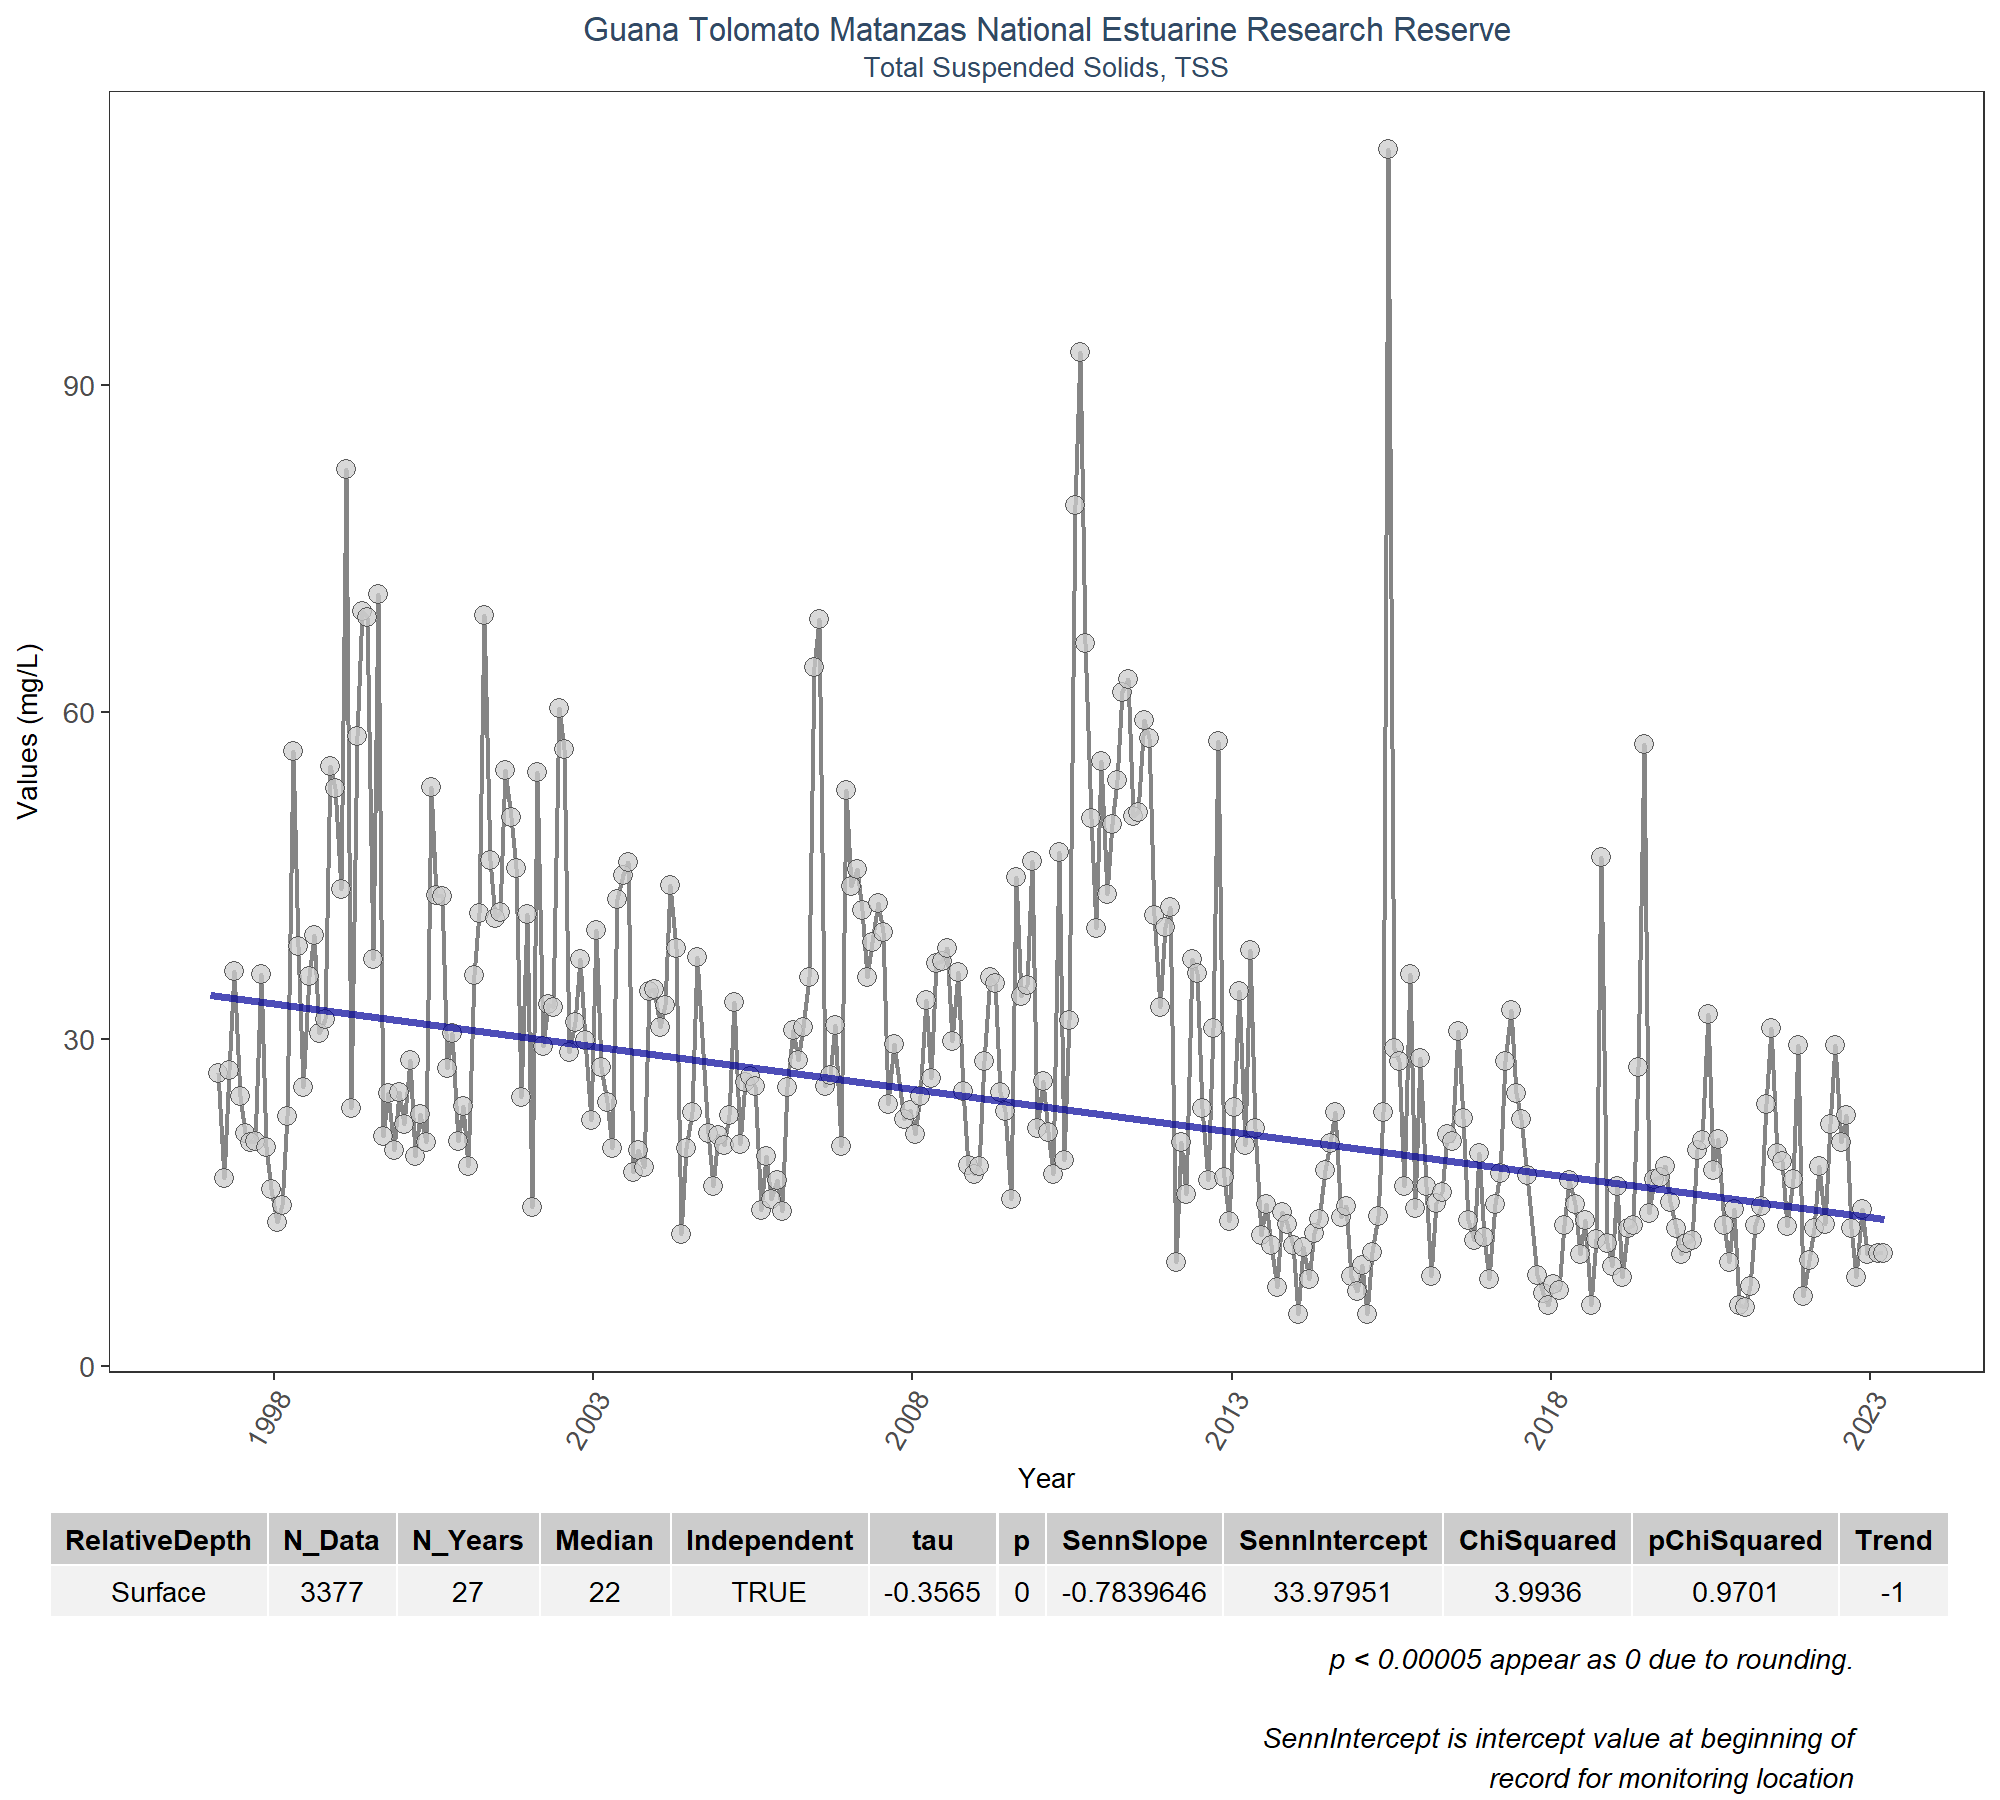 Guana Tolomato Matanzas National Estuarine Research Reserve
Total Suspended Solids, TSS
Values (mg/L)
90
60
30
0
1998
2003
2008
2013
2018
2023
Year
RelativeDepth N_Data N_Years Median Independent tau p SennSlope SennIntercept ChiSquared pChiSquared Trend
Surface 3377 27 22 TRUE -0.3565 0 -0.7839646 33.97951 3.9936 0.9701 -1
p < 0.00005 appear as 0 due to rounding.
SennIntercept is intercept value at beginning of
record for monitoring location